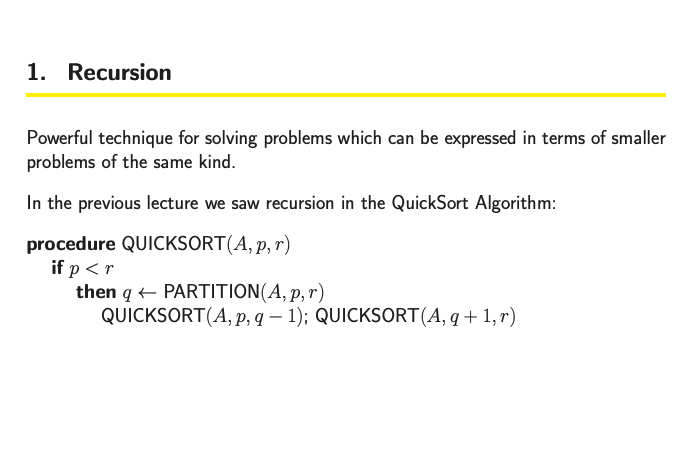 1. Recursion
Powerful technique for solving problems which can be expressed in terms of smaller
problems of the same kind.
In the previous lecture we saw recursion in the QuickSort Algorithm:
procedure QUICKSORT(A, p, r)
if p < r
then q ← PARTITION(A, p, r)
QUICKSORT(A, p, q − 1); QUICKSORT(A, q + 1, r)